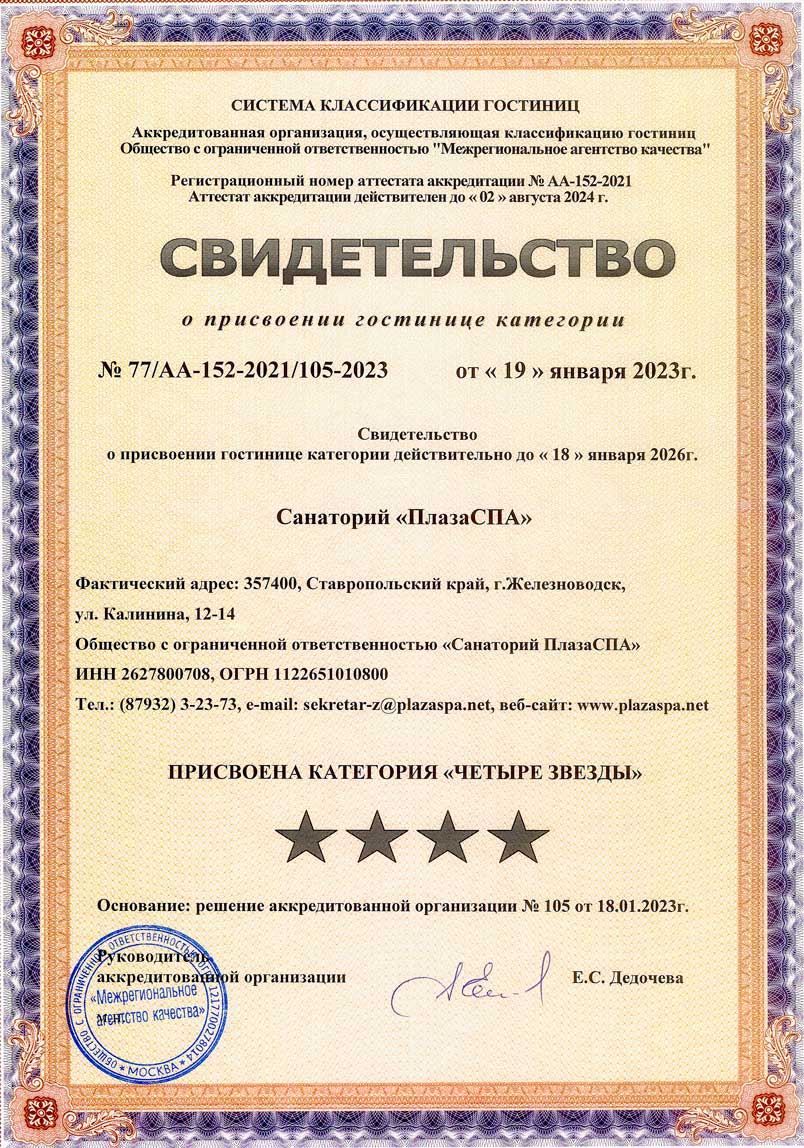 СИСТЕМА КЛАССИФИКАЦИИ ГОСТИНИЦ
Аккредитованная организация, осуществляющая классификацию гостиниц
Общество с ограниченной ответственностью "Межрегиональное агентство качества"
Регистрационный номер аттестата аккредитации № АА-152-2021
Аттестат аккредитации действителен до « 02 » августа 2024 г.
СВИДЕТЕЛЬСТВО
о присвоении гостинице категории
№ 77/АА-152-2021/105-2023 от « 19 » января 2023г.
Свидетельство
о присвоении гостинице категории действительно до « 18 » января 2026г.
Санаторий «ПлазаСПА»
Фактический адрес: 357400, Ставропольский край, г.Железноводск,
ул. Калинина, 12-14
Общество с ограниченной ответственностью «Санаторий ПлазаСПА»
ИНН 2627800708, ОГРН 1122651010800
Тел.: (87932) 3-23-73, e-mail: sekretar-z@plazaspa.net, веб-сайт: www.plazaspa.net
ПРИСВОЕНА КАТЕГОРИЯ «ЧЕТЫРЕ ЗВЕЗДЫ»
Основание: решение аккредитованной организации № 105 от 18.01.2023г.
Руководитель
аккредитованной организации Е.С. Дедочева
М.П.
ОБЩЕСТВО С ОГРАНИЧЕННОЙ ОТВЕТСТВЕННОСТЬЮ ОГРН 1217700278014
«Межрегиональное
агентство качества»
* МОСКВА *